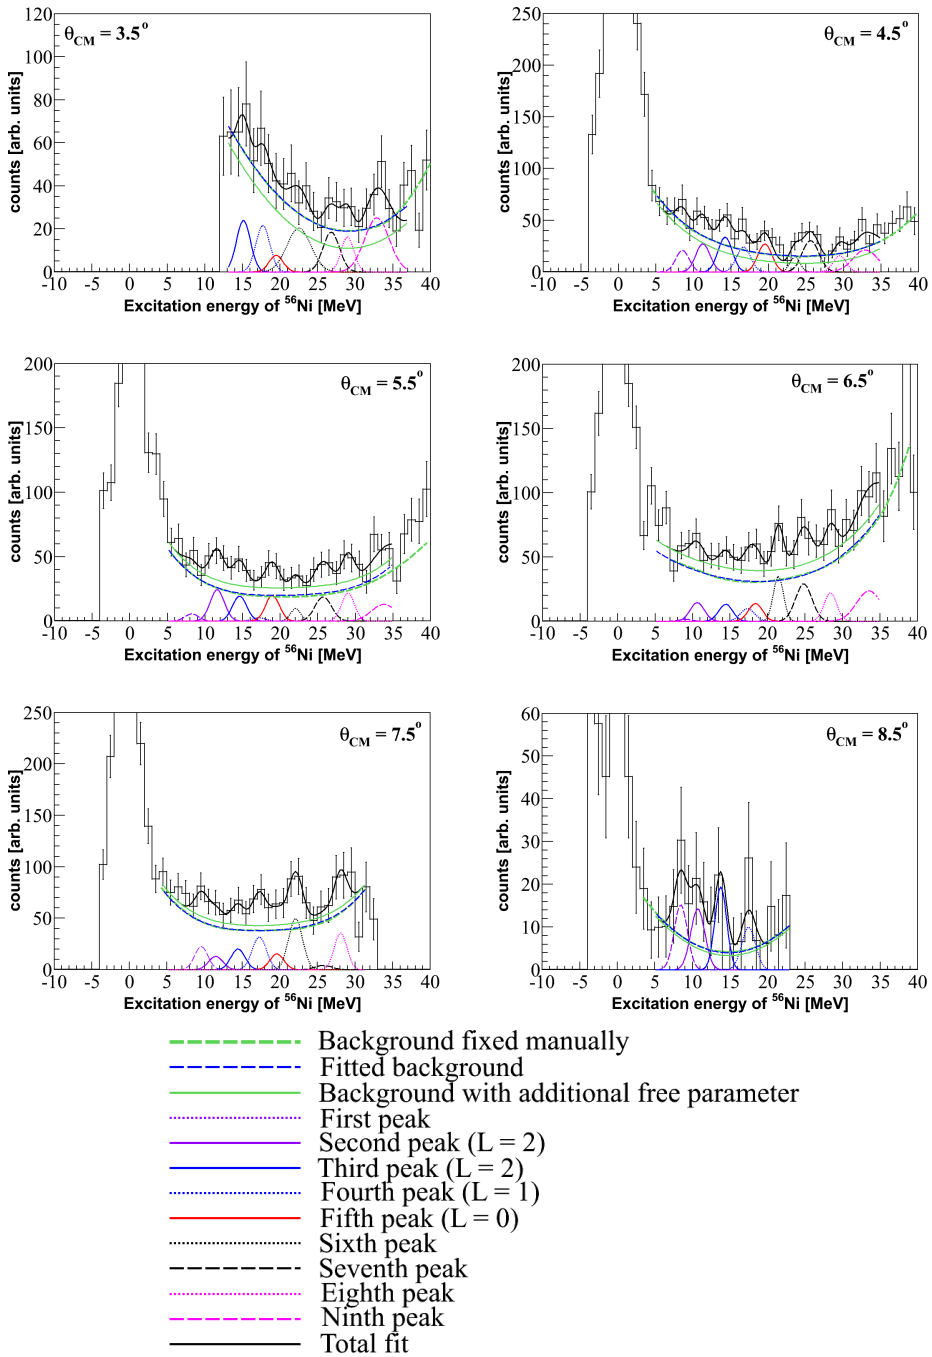 θCM = 3.5°
counts [arb. units]
120
100
80
60
40
20
0
-10 -5 0 5 10 15 20 25 30 35 40
Excitation energy of 56Ni [MeV]
θCM = 4.5°
counts [arb. units]
250
200
150
100
50
0
-10 -5 0 5 10 15 20 25 30 35 40
Excitation energy of 56Ni [MeV]
θCM = 5.5°
counts [arb. units]
200
150
100
50
0
-10 -5 0 5 10 15 20 25 30 35 40
Excitation energy of 56Ni [MeV]
θCM = 6.5°
counts [arb. units]
200
150
100
50
0
-10 -5 0 5 10 15 20 25 30 35 40
Excitation energy of 56Ni [MeV]
θCM = 7.5°
counts [arb. units]
250
200
150
100
50
0
-10 -5 0 5 10 15 20 25 30 35 40
Excitation energy of 56Ni [MeV]
θCM = 8.5°
counts [arb. units]
60
50
40
30
20
10
0
-10 -5 0 5 10 15 20 25 30 35 40
Excitation energy of 56Ni [MeV]
Background fixed manually
Fitted background
Background with additional free parameter
First peak
Second peak (L = 2)
Third peak (L = 2)
Fourth peak (L = 1)
Fifth peak (L = 0)
Sixth peak
Seventh peak
Eighth peak
Ninth peak
Total fit